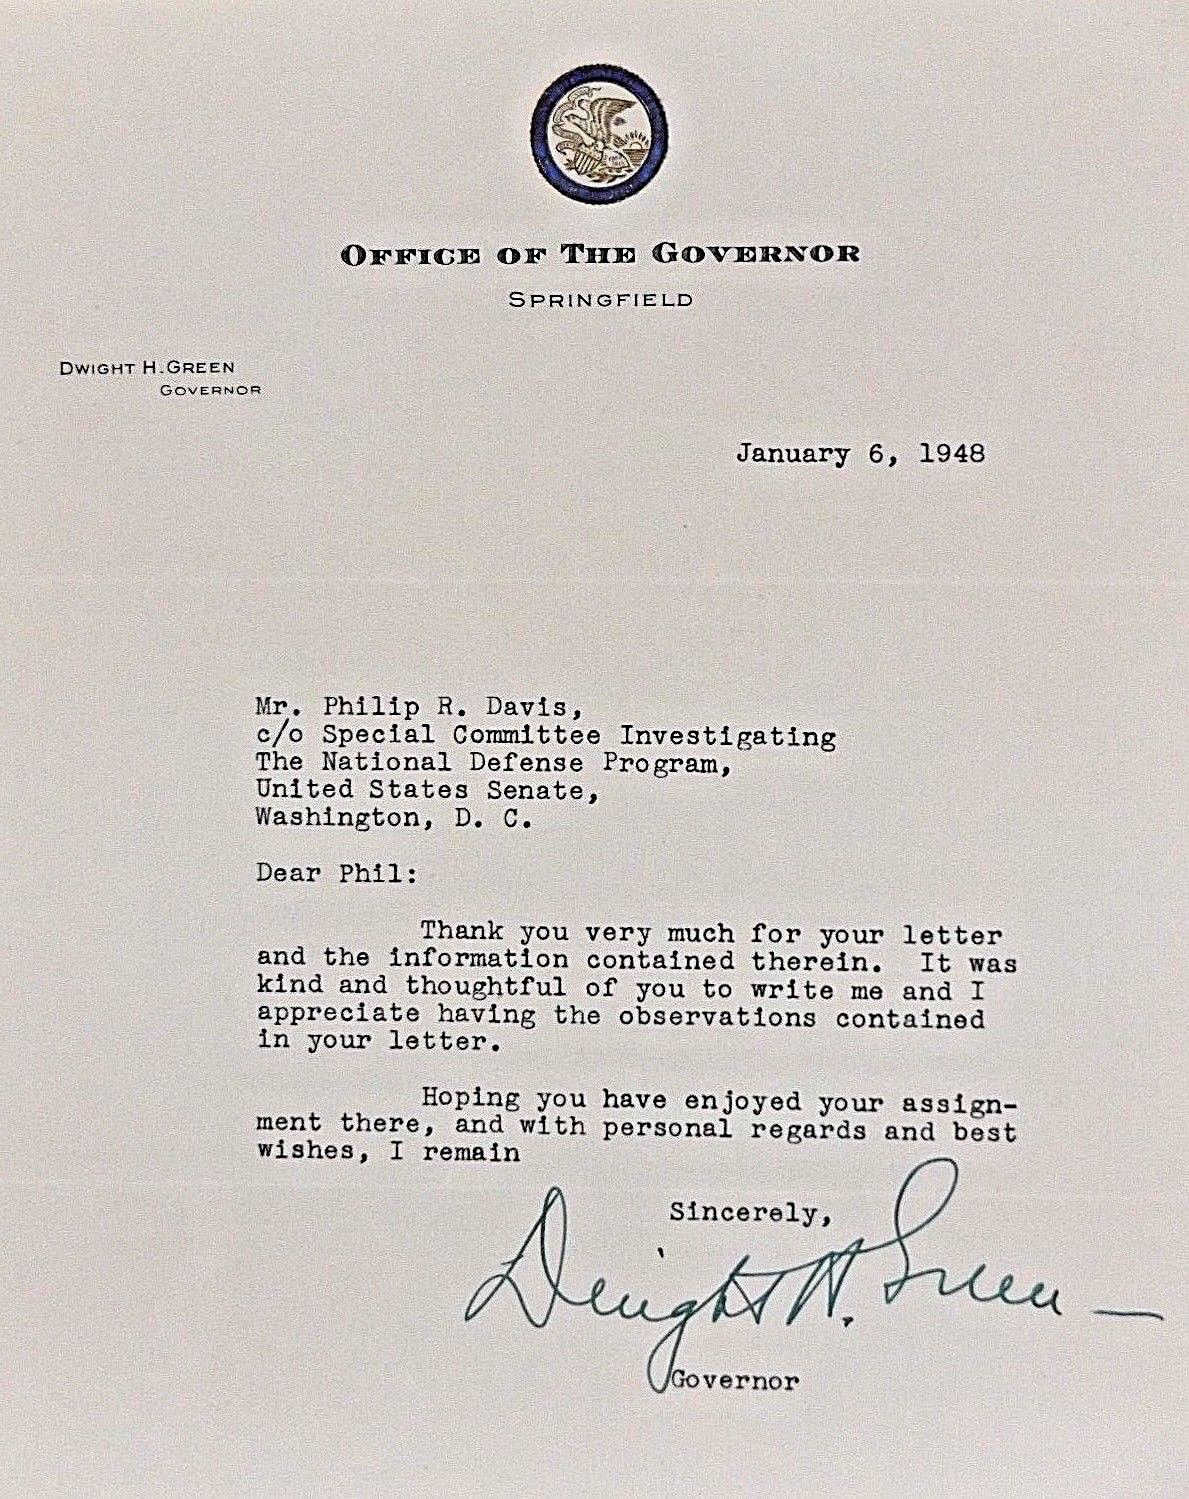 OFFICE OF THE GOVERNOR
SPRINGFIELD
DWIGHT H. GREEN
GOVERNOR
January 6, 1948
Mr. Philip R. Davis,
c/o Special Committee Investigating
The National Defense Program,
United States Senate,
Washington, D. C.
Dear Phil:
Thank you very much for your letter
and the information contained therein. It was
kind and thoughtful of you to write me and I
appreciate having the observations contained
in your letter.
Hoping you have enjoyed your assign-
ment there, and with personal regards and best
wishes, I remain
Sincerely,
Dwight H. Green
Governor